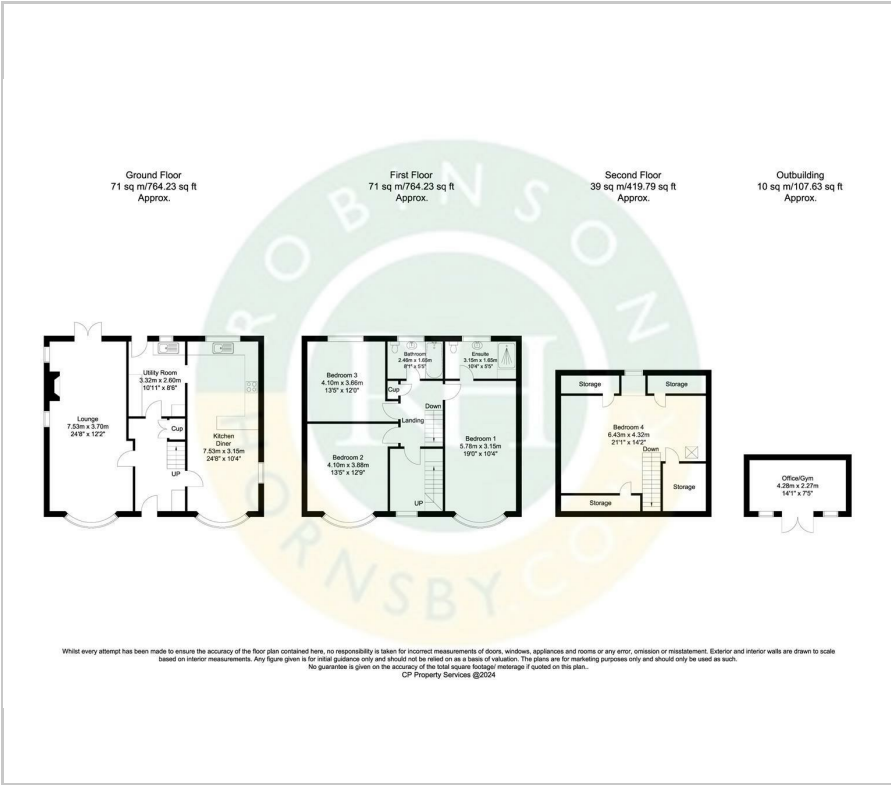 Ground Floor
71 sq m/764.23 sq ft
Approx.
First Floor
71 sq m/764.23 sq ft
Approx.
Second Floor
39 sq m/419.79 sq ft
Approx.
Outbuilding
10 sq m/107.63 sq ft
Approx.
ROBINSON
RH
HORNSBY.CO
Utility Room
3.32m x 2.60m
10'11" x 8'6"
Lounge
7.53m x 3.70m
24'8" x 12'2"
Cup
UP
Kitchen
Diner
7.53m x 3.15m
24'8" x 10'4"
Bedroom 3
4.10m x 3.66m
13'5" x 12'0"
Bathroom
2.46m x 1.65m
8'1" x 5'5"
Ensuite
3.15m x 1.65m
10'4" x 5'5"
Cup
Down
Landing
Bedroom 2
4.10m x 3.88m
13'5" x 12'9"
Bedroom 1
5.78m x 3.15m
19'0" x 10'4"
UP
Storage
Storage
Bedroom 4
6.43m x 4.32m
21'1" x 14'2"
Down
Storage
Storage
Office/Gym
4.28m x 2.27m
14'1" x 7'5"
Whilst every attempt has been made to ensure the accuracy of the floor plan contained here, no responsibility is taken for incorrect measurements of doors, windows, appliances and rooms or any error, omission or misstatement. Exterior and interior walls are drawn to scale
based on interior measurements. Any figure given is for initial guidance only and should not be relied on as a basis of valuation. The plans are for marketing purposes only and should only be used as such.
No guarantee is given on the accuracy of the total square footage/ meterage if quoted on this plan..
CP Property Services @2024